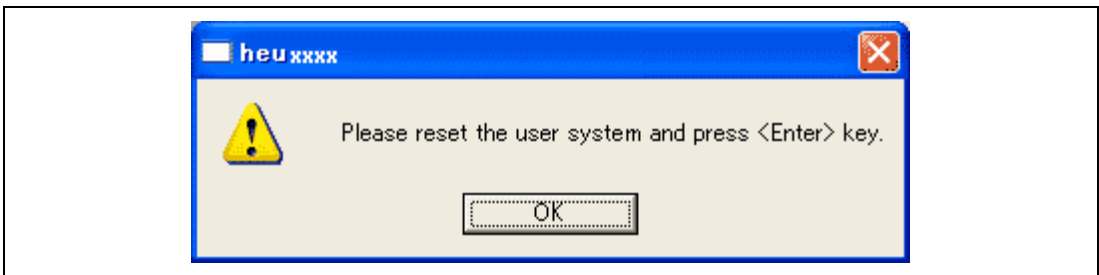 heuxxxx
Please reset the user system and press <Enter> key.
OK